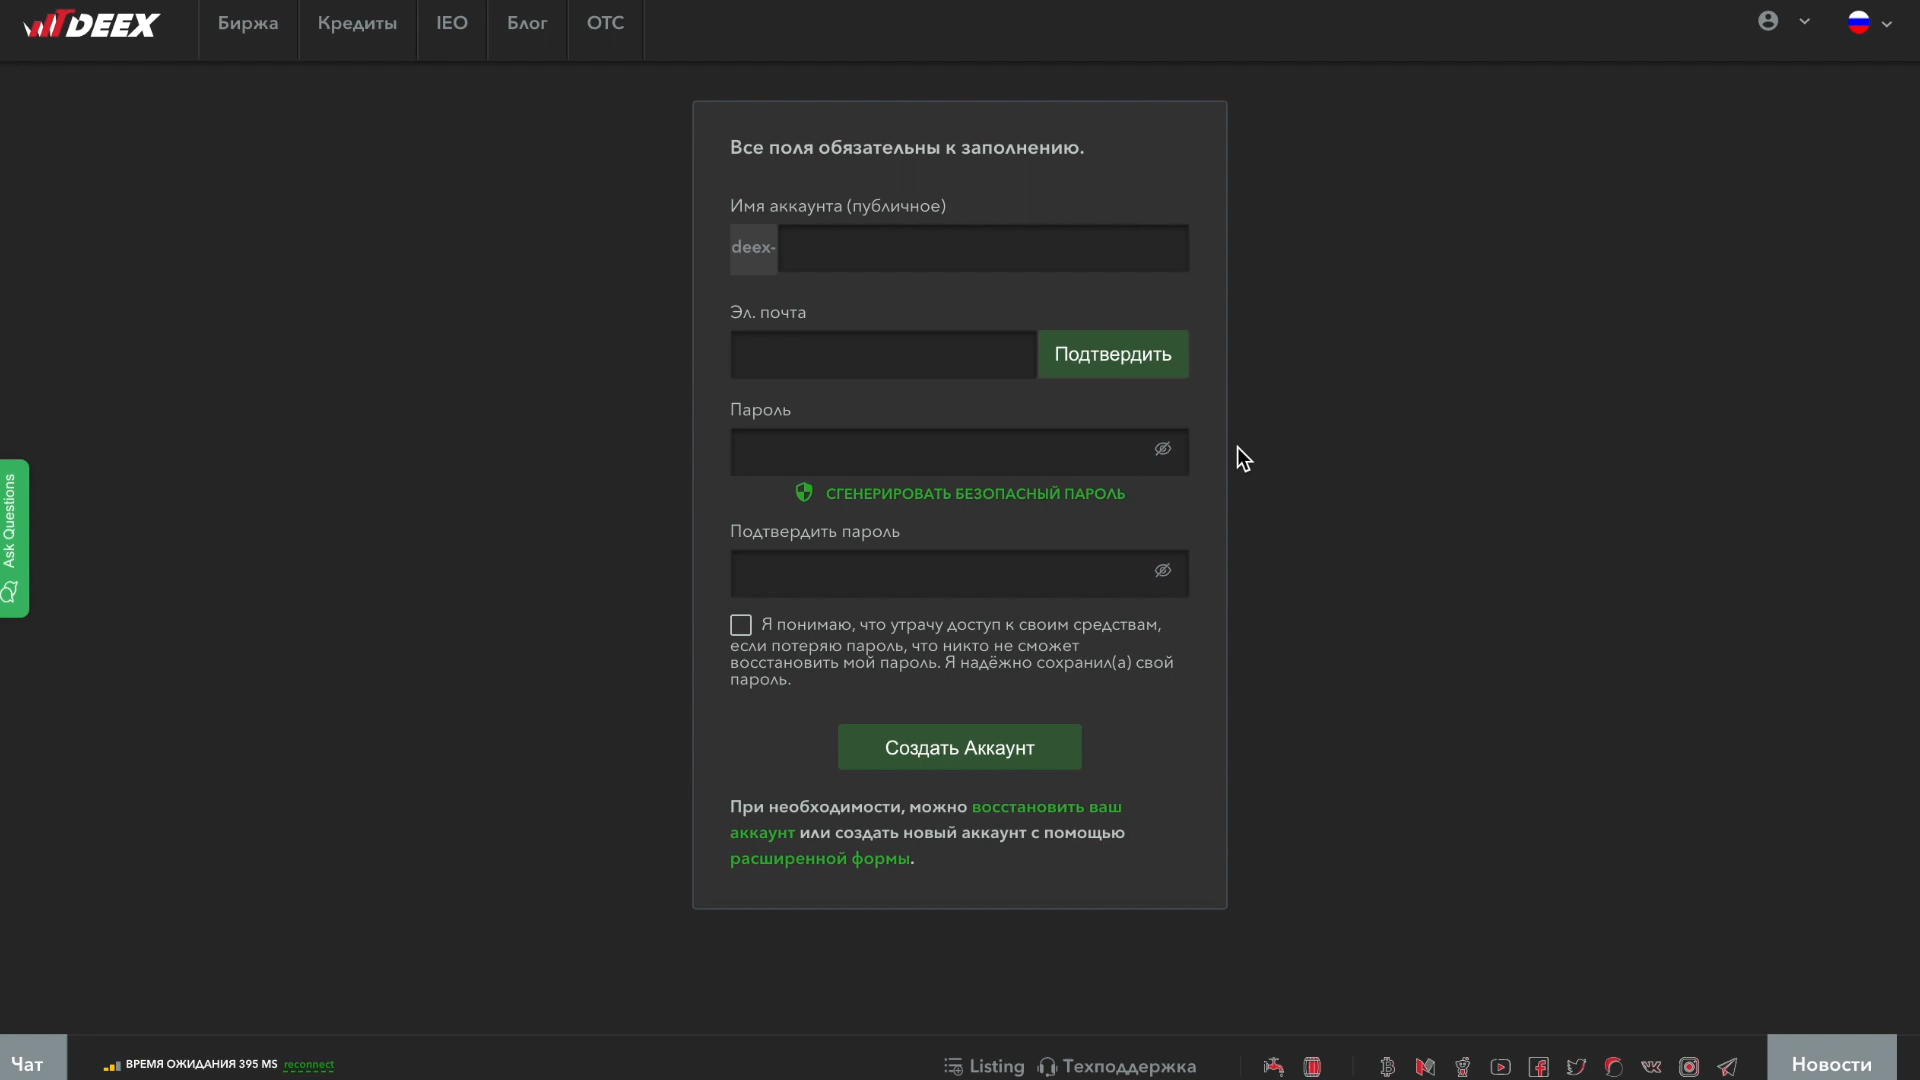 DEEX
Биржа
Кредиты
IEO
Блог
OTC
Все поля обязательны к заполнению.
Имя аккаунта (публичное)
deex-
Эл. почта
Подтвердить
Пароль
СГЕНЕРИРОВАТЬ БЕЗОПАСНЫЙ ПАРОЛЬ
Подтвердить пароль
Я понимаю, что утрачу доступ к своим средствам,
если потеряю пароль, что никто не сможет
восстановить мой пароль. Я надёжно сохранил(а) свой
пароль.
Создать Аккаунт
При необходимости, можно восстановить ваш
аккаунт или создать новый аккаунт с помощью
расширенной формы.
Ask Questions
Чат
ВРЕМЯ ОЖИДАНИЯ 395 MS reconnect
Listing
Техподдержка
Новости